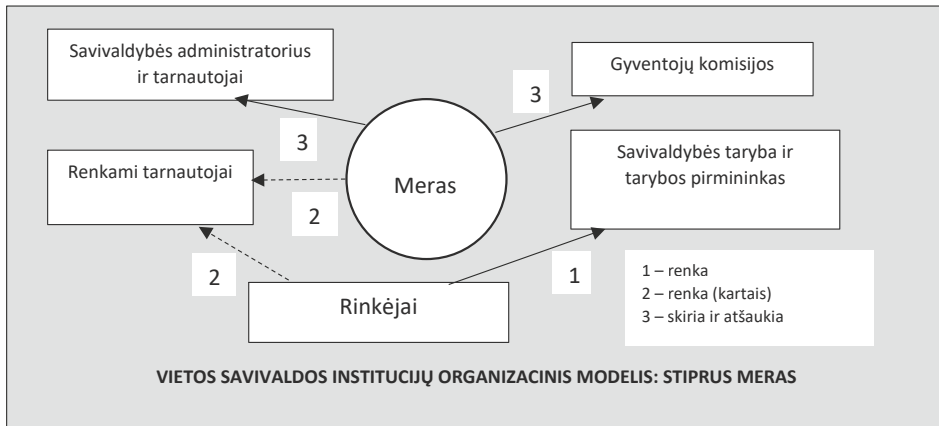 Savivaldybės administratorius
ir tarnautojai
Gyventojų komisijos
3
3
Meras
Savivaldybės taryba ir
tarybos pirmininkas
Renkami tarnautojai
2
2
1
Rinkėjai
1 – renka
2 – renka (kartais)
3 – skiria ir atšaukia
VIETOS SAVIVALDOS INSTITUCIJŲ ORGANIZACINIS MODELIS: STIPRUS MERAS